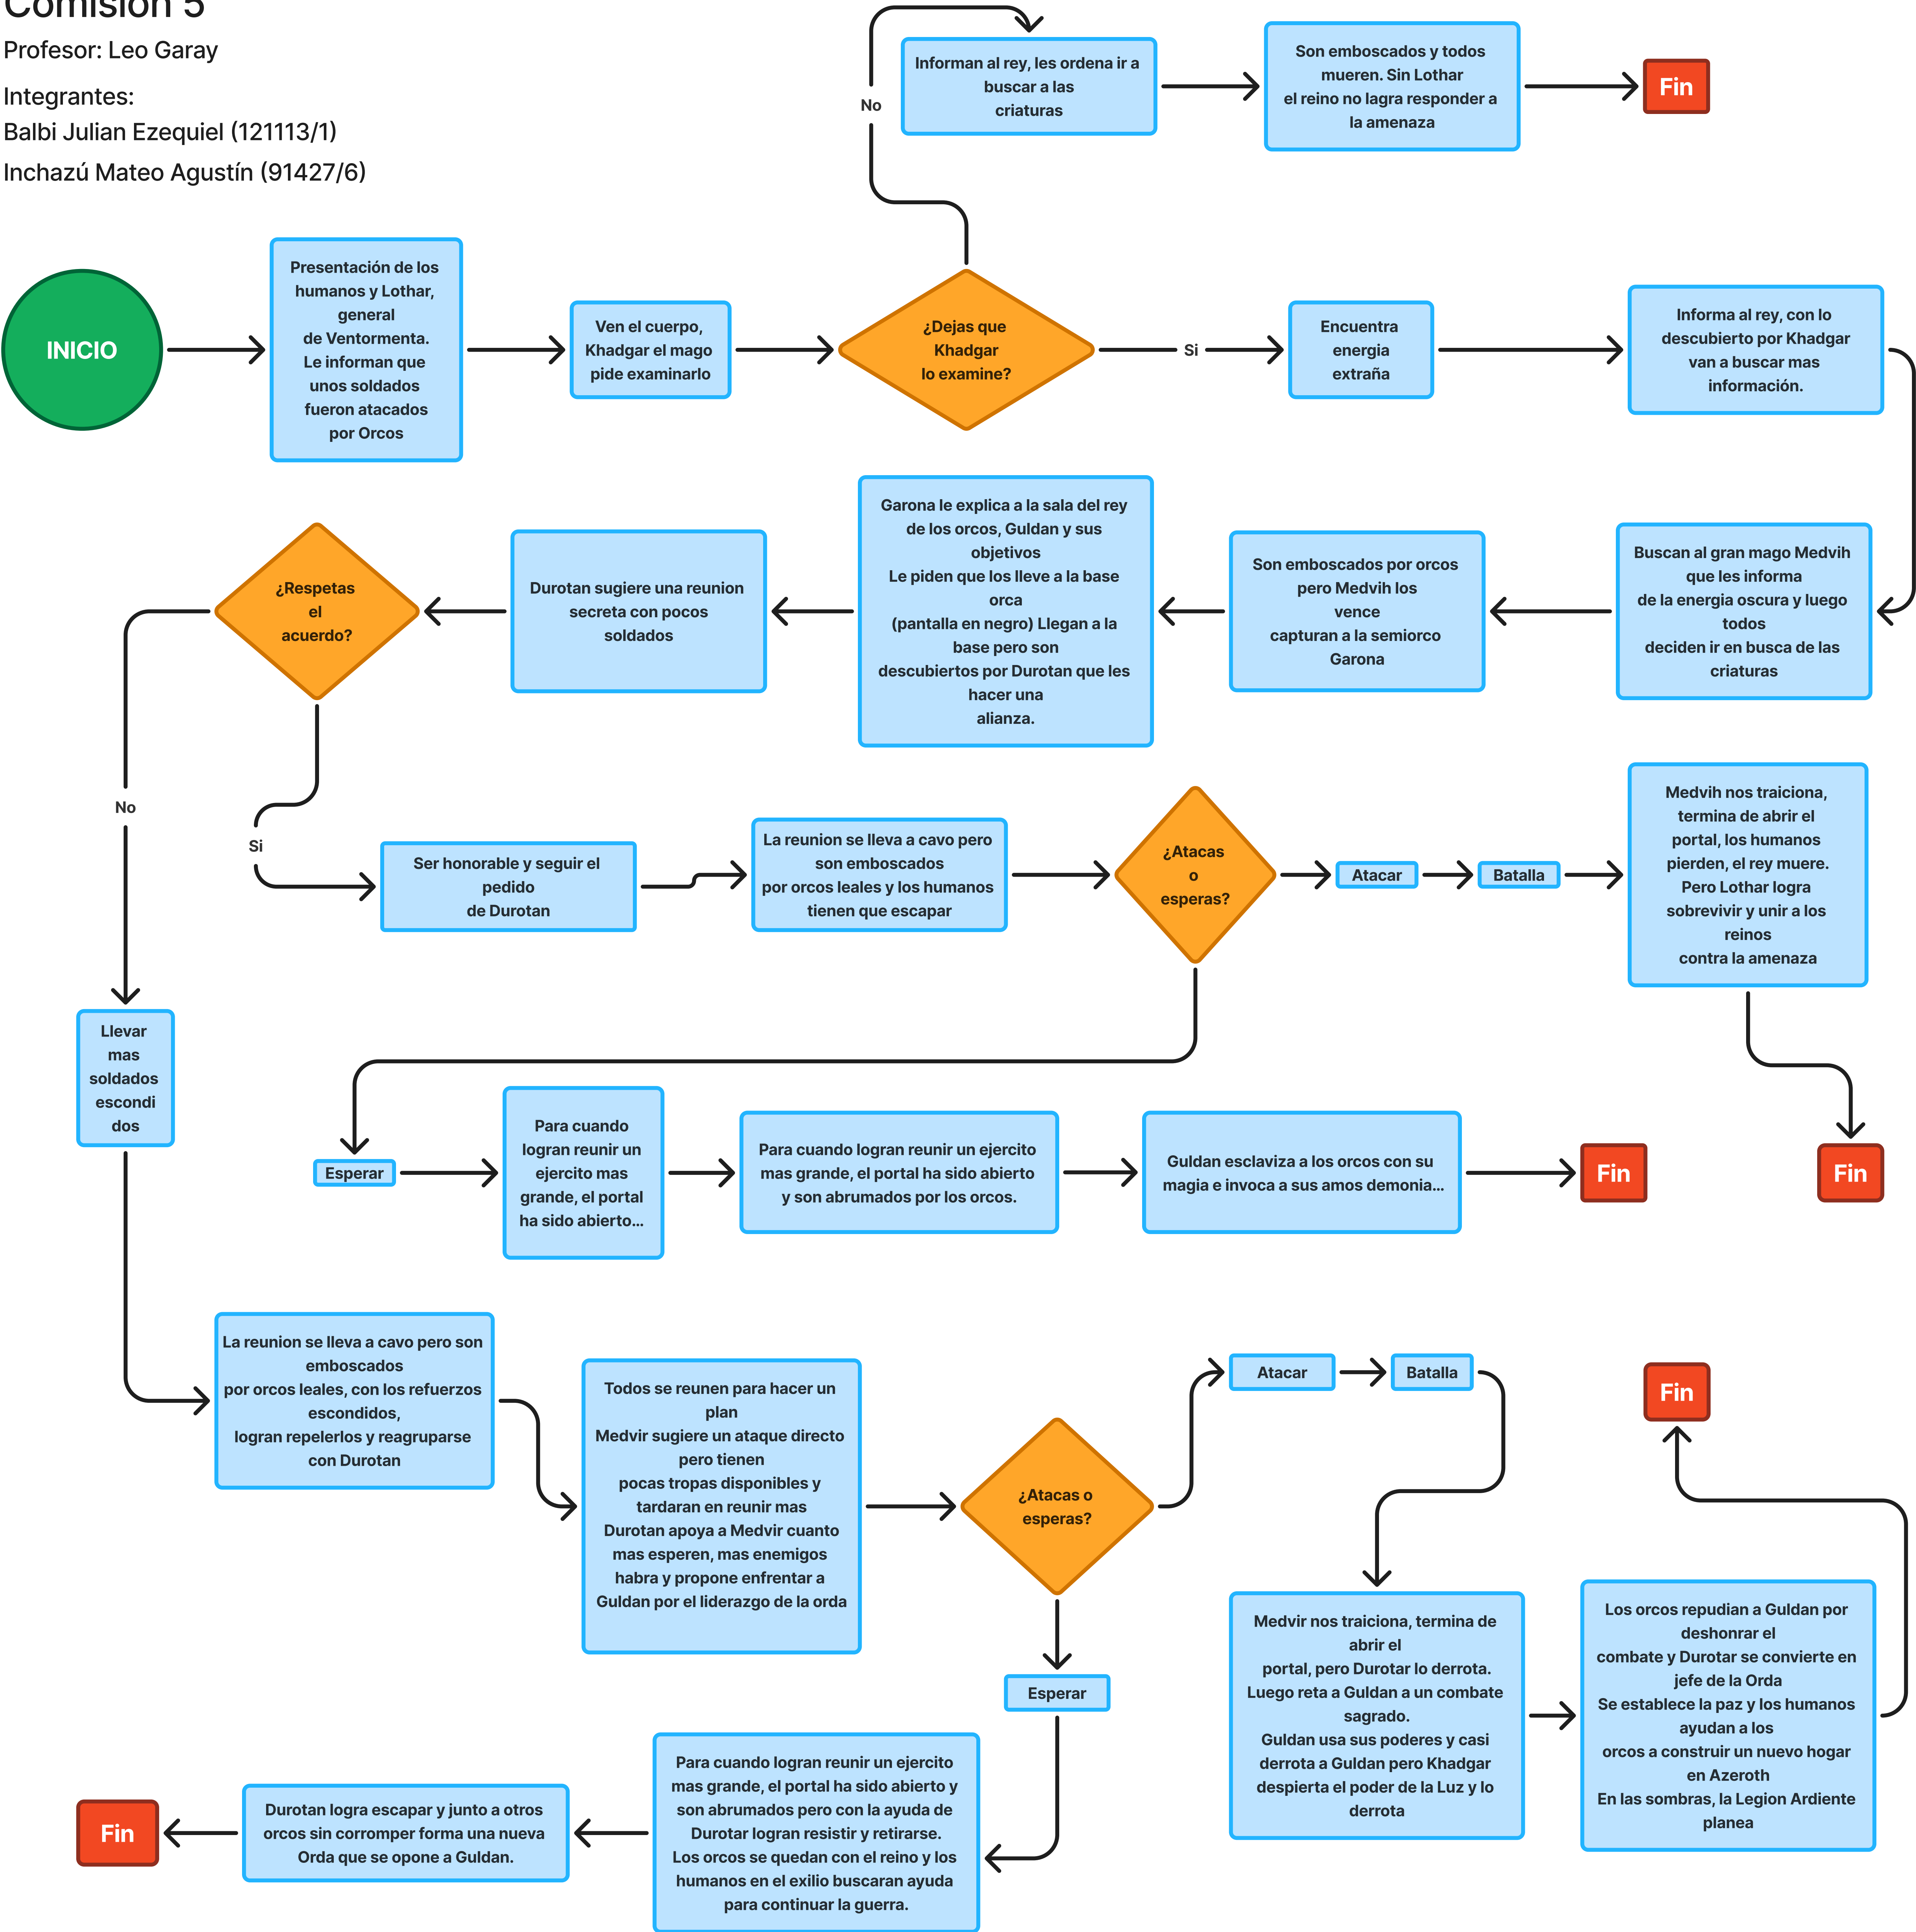 Comisión 5
Profesor: Leo Garay
Integrantes:
Balbi Julian Ezequiel (121113/1)
Inchazú Mateo Agustín (91427/6)
No
Informan al rey, les ordena ir a
buscar a las
criaturas
Son emboscados y todos
mueren. Sin Lothar
el reino no lagra responder a
la amenaza
Fin
INICIO
Presentación de los
humanos y Lothar,
general
de Ventormenta.
Le informan que
unos soldados
fueron atacados
por Orcos
Ven el cuerpo,
Khadgar el mago
pide examinarlo
¿Dejas que
Khadgar
lo examine?
Si
Encuentra
energia
extraña
Informa al rey, con lo
descubierto por Khadgar
van a buscar mas
información.
Buscan al gran mago Medvih
que les informa
de la energia oscura y luego
todos
deciden ir en busca de las
criaturas
Son emboscados por orcos
pero Medvih los
vence
capturan a la semiorco
Garona
Garona le explica a la sala del rey
de los orcos, Guldan y sus
objetivos
Le piden que los lleve a la base
orca
(pantalla en negro) Llegan a la
base pero son
descubiertos por Durotan que les
hacer una
alianza.
Durotan sugiere una reunion
secreta con pocos
soldados
¿Respetas
el
acuerdo?
No
Si
Ser honorable y seguir el
pedido
de Durotan
La reunion se lleva a cavo pero
son emboscados
por orcos leales y los humanos
tienen que escapar
¿Atacas
o
esperas?
Atacar
Batalla
Medvih nos traiciona,
termina de abrir el
portal, los humanos
pierden, el rey muere.
Pero Lothar logra
sobrevivir y unir a los
reinos
contra la amenaza
Fin
Llevar
mas
soldados
escondi
dos
Esperar
Para cuando
logran reunir un
ejercito mas
grande, el portal
ha sido abierto...
Para cuando logran reunir un ejercito
mas grande, el portal ha sido abierto
y son abrumados por los orcos.
Guldan esclaviza a los orcos con su
magia e invoca a sus amos demonia...
Fin
La reunion se lleva a cavo pero son
emboscados
por orcos leales, con los refuerzos
escondidos,
logran repelerlos y reagruparse
con Durotan
Todos se reunen para hacer un
plan
Medvir sugiere un ataque directo
pero tienen
pocas tropas disponibles y
tardaran en reunir mas
Durotan apoya a Medvir cuanto
mas esperen, mas enemigos
habra y propone enfrentar a
Guldan por el liderazgo de la orda
¿Atacas o
esperas?
Atacar
Batalla
Medvir nos traiciona, termina de
abrir el
portal, pero Durotar lo derrota.
Luego reta a Guldan a un combate
sagrado.
Guldan usa sus poderes y casi
derrota a Guldan pero Khadgar
despierta el poder de la Luz y lo
derrota
Los orcos repudian a Guldan por
deshonrar el
combate y Durotar se convierte en
jefe de la Orda
Se establece la paz y los humanos
ayudan a los
orcos a construir un nuevo hogar
en Azeroth
En las sombras, la Legion Ardiente
planea
Fin
Esperar
Para cuando logran reunir un ejercito
mas grande, el portal ha sido abierto y
son abrumados pero con la ayuda de
Durotar logran resistir y retirarse.
Los orcos se quedan con el reino y los
humanos en el exilio buscaran ayuda
para continuar la guerra.
Durotan logra escapar y junto a otros
orcos sin corromper forma una nueva
Orda que se opone a Guldan.
Fin